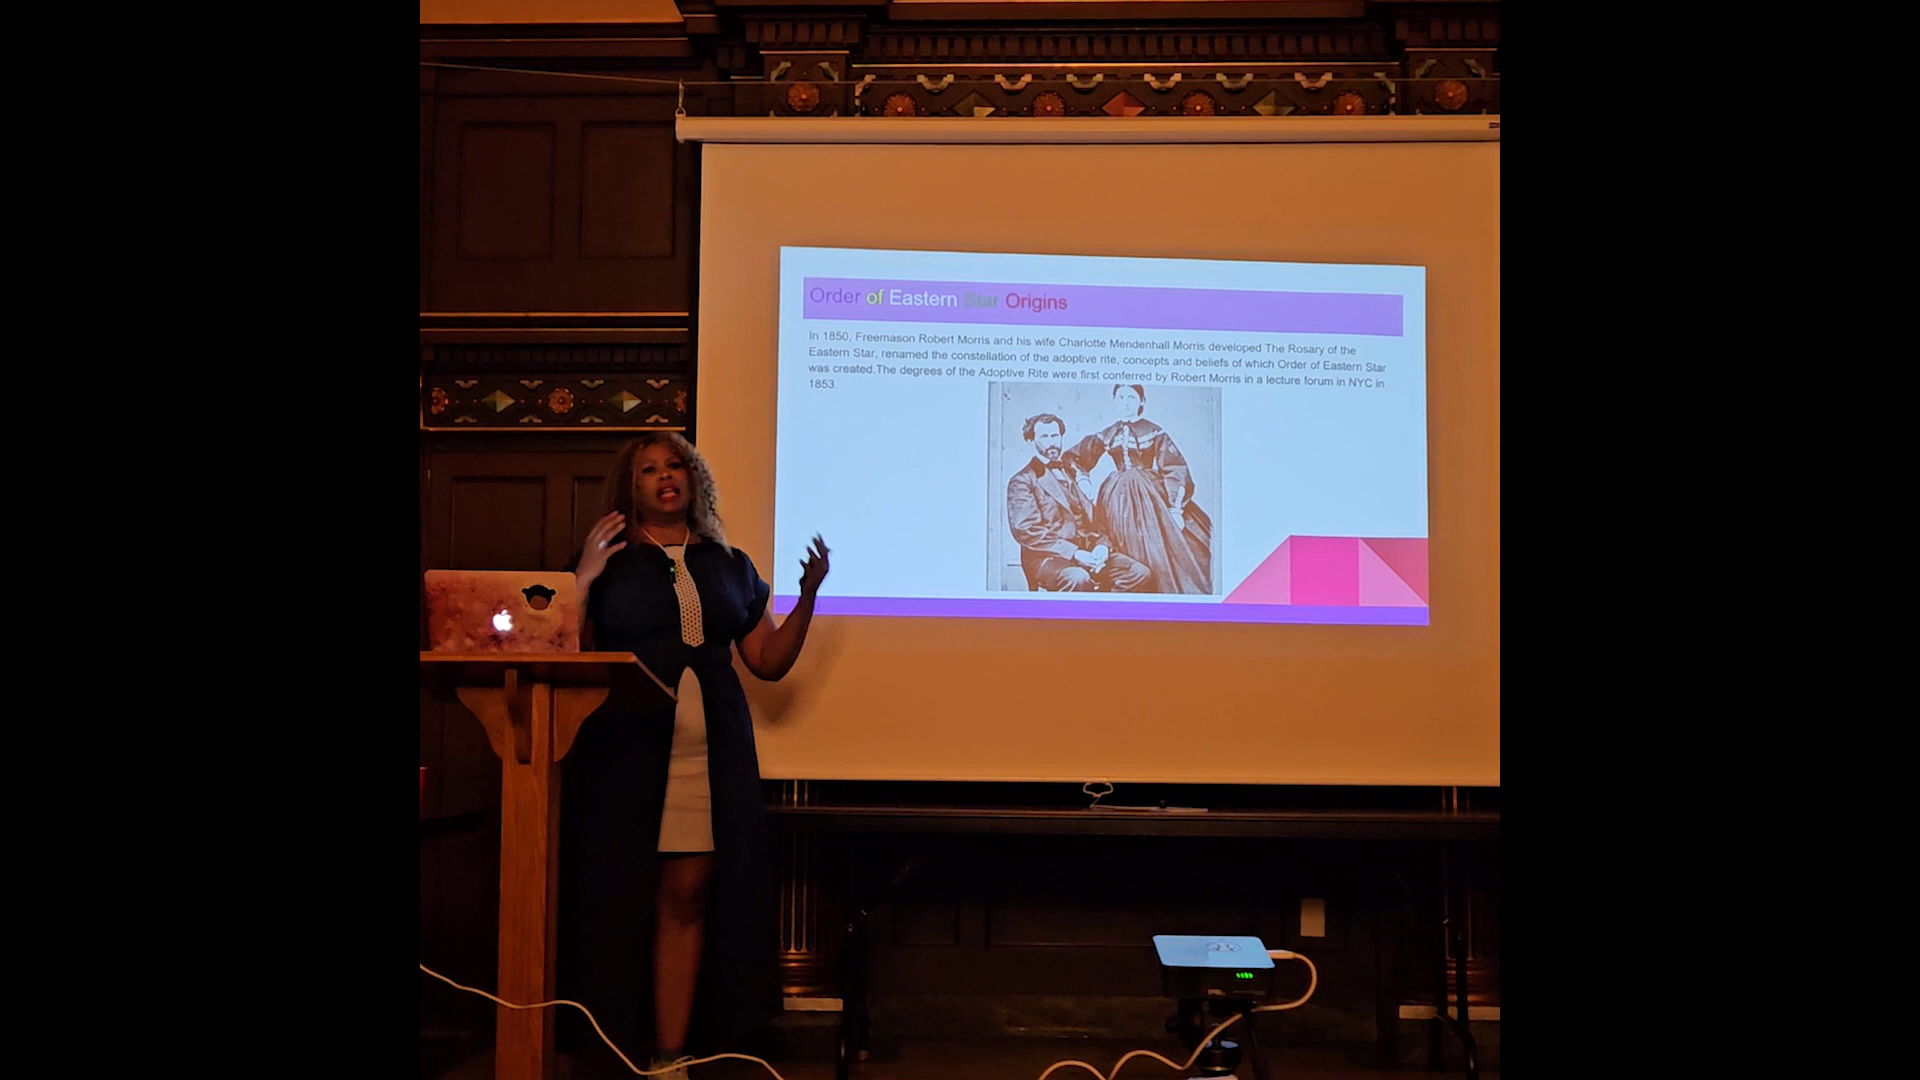 Order of Eastern Star Origins
In 1850, Freemason Robert Morris and his wife Charlotte Mendenhall Morris developed The Rosary of the
Eastern Star, renamed the constellation of the adoptive rite, concepts and beliefs of which Order of Eastern Star
was created.The degrees of the Adoptive Rite were first conferred by Robert Morris in a lecture forum in NYC in
1853.